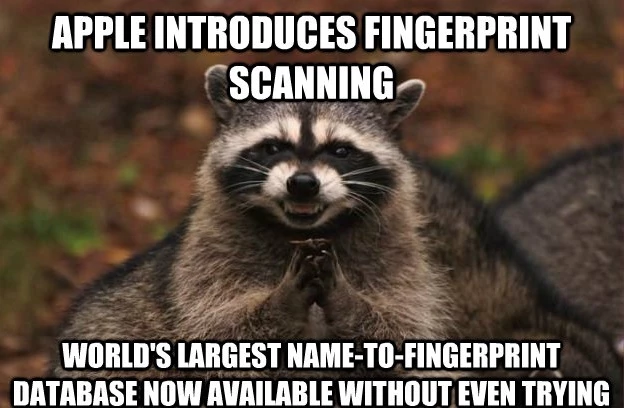 APPLE INTRODUCES FINGERPRINT
SCANNING
WORLD'S LARGEST NAME-TO-FINGERPRINT
DATABASE NOW AVAILABLE WITHOUT EVEN TRYING